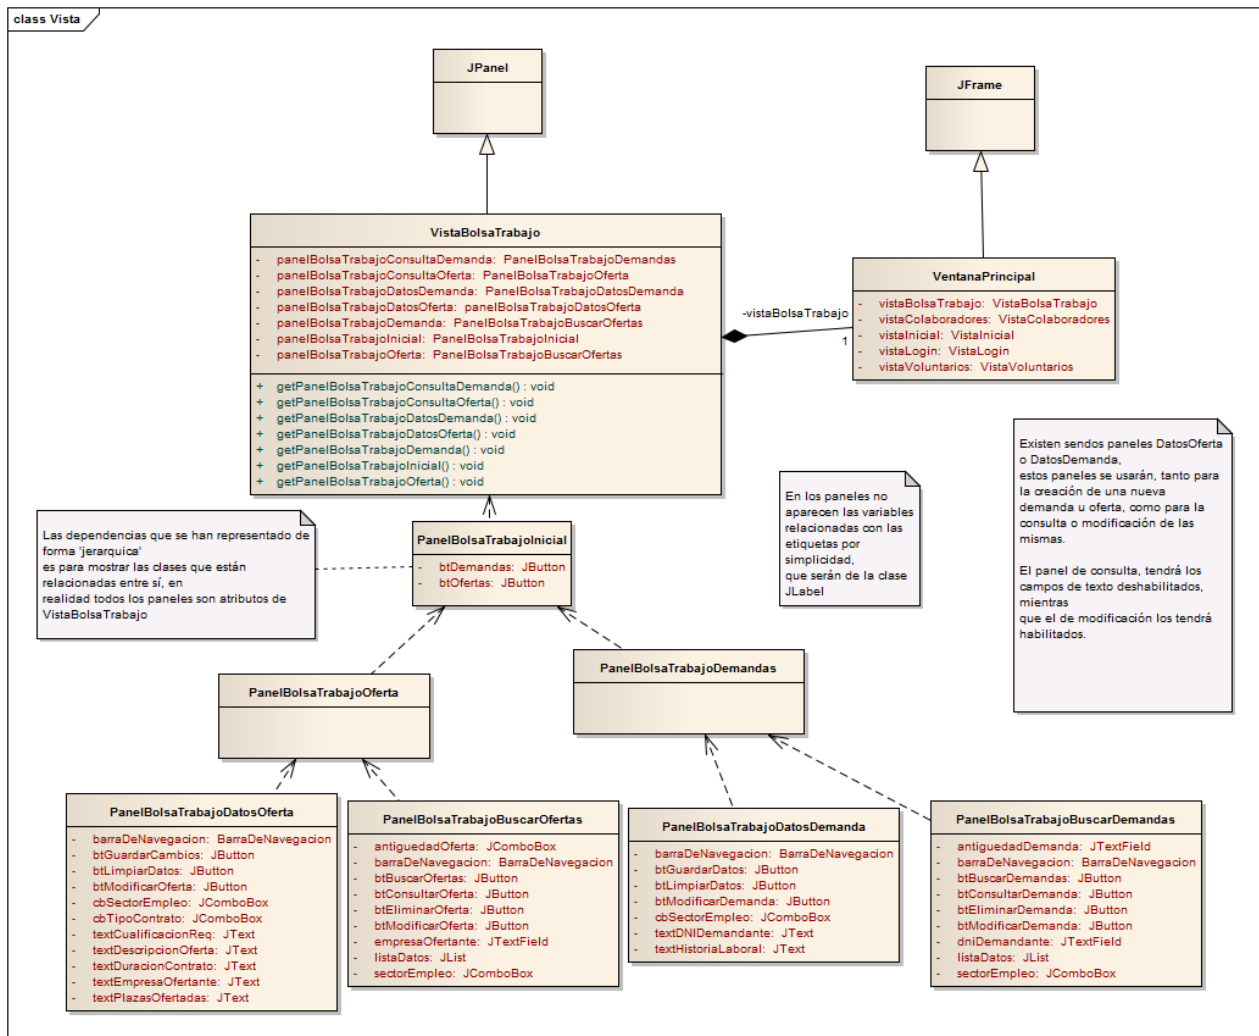 class Vista
JPanel
JFrame
VistaBolsaTrabajo
- panelBolsaTrabajoConsultaDemanda: PanelBolsaTrabajoDemandas
- panelBolsaTrabajoConsultaOferta: PanelBolsaTrabajoOferta
- panelBolsaTrabajoDatosDemanda: PanelBolsaTrabajoDatosDemanda
- panelBolsaTrabajoDatosOferta: panelBolsaTrabajoDatosOferta
- panelBolsaTrabajoDemanda: PanelBolsaTrabajoBuscarOfertas
- panelBolsaTrabajoInicial: PanelBolsaTrabajoInicial
- panelBolsaTrabajoOferta: PanelBolsaTrabajoBuscarOfertas
+ getPanelBolsaTrabajoConsultaDemanda() : void
+ getPanelBolsaTrabajoConsultaOferta() : void
+ getPanelBolsaTrabajoDatosDemanda() : void
+ getPanelBolsaTrabajoDatosOferta() : void
+ getPanelBolsaTrabajoDemanda() : void
+ getPanelBolsaTrabajoInicial() : void
+ getPanelBolsaTrabajoOferta() : void
-vistaBolsaTrabajo
1
VentanaPrincipal
- vistaBolsaTrabajo: VistaBolsaTrabajo
- vistaColaboradores: VistaColaboradores
- vistaInicial: VistaInicial
- vistaLogin: VistaLogin
- vistaVoluntarios: VistaVoluntarios
Existen sendos paneles DatosOferta
o DatosDemanda,
estos paneles se usarán, tanto para
la creación de una nueva
demanda u oferta, como para la
consulta o modificación de las
mismas.
El panel de consulta, tendrá los
campos de texto deshabilitados,
mientras
que el de modificación los tendrá
habilitados.
En los paneles no
aparecen las variables
relacionadas con las
etiquetas por
simplicidad,
que serán de la clase
JLabel
Las dependencias que se han representado de
forma 'jerarquica'
es para mostrar las clases que están
relacionadas entre sí, en
realidad todos los paneles son atributos de
VistaBolsaTrabajo
PanelBolsaTrabajoInicial
- btDemandas: JButton
- btOfertas: JButton
PanelBolsaTrabajoOferta
PanelBolsaTrabajoDemandas
PanelBolsaTrabajoDatosOferta
- barraDeNavegacion: BarraDeNavegacion
- btGuardarCambios: JButton
- btLimpiarDatos: JButton
- btModificarOferta: JButton
- cbSectorEmpleo: JComboBox
- cbTipoContrato: JComboBox
- textCualificacionReq: JText
- textDescripcionOferta: JText
- textDuracionContrato: JText
- textEmpresaOfertante: JText
- textPlazasOfertadas: JText
PanelBolsaTrabajoBuscarOfertas
- antiguedadOferta: JComboBox
- barraDeNavegacion: BarraDeNavegacion
- btBuscarOfertas: JButton
- btConsultarOferta: JButton
- btEliminarOferta: JButton
- btModificarOferta: JButton
- empresaOfertante: JTextField
- listaDatos: JList
- sectorEmpleo: JComboBox
PanelBolsaTrabajoDatosDemanda
- barraDeNavegacion: BarraDeNavegacion
- btGuardarDatos: JButton
- btLimpiarDatos: JButton
- btModificarDemanda: JButton
- cbSectorEmpleo: JComboBox
- textDNIDemandante: JText
- textHistoriaLaboral: JText
PanelBolsaTrabajoBuscarDemandas
- antiguedadDemanda: JTextField
- barraDeNavegacion: BarraDeNavegacion
- btBuscarDemandas: JButton
- btConsultarDemanda: JButton
- btEliminarDemanda: JButton
- btModificarDemanda: JButton
- dniDemandante: JTextField
- listaDatos: JList
- sectorEmpleo: JComboBox